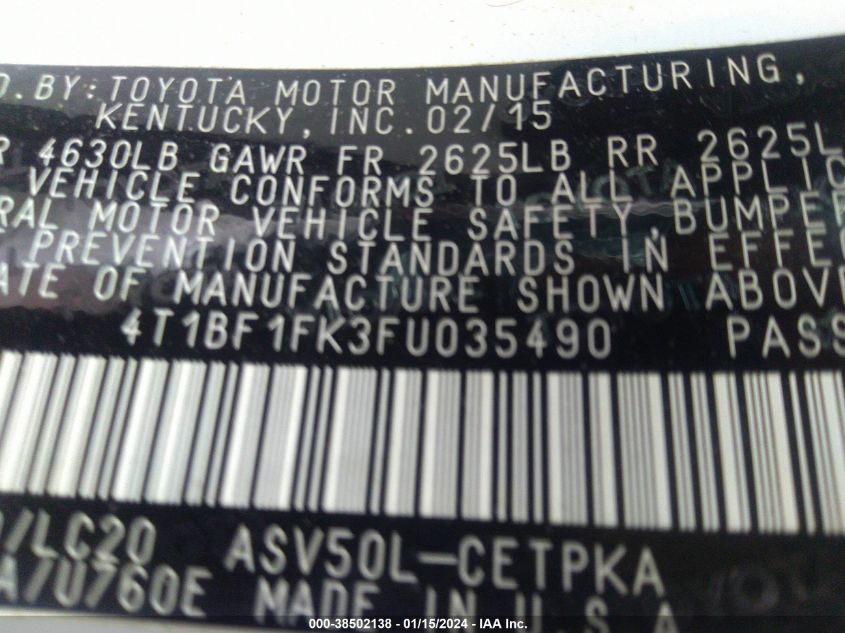 D. BY: TOYOTA MOTOR MANUFACTURING,
KENTUCKY, INC. 02/15
R 4630LB GAWR FR 2625LB RR 2625L
VEHICLE CONFORMS TO ALL APPLIC
RAL MOTOR VEHICLE SAFETY, BUMPER
PREVENTION STANDARDS IN EFFEC
ATE OF MANUFACTURE SHOWN ABOVE
4T1BF1FK3FU035490 PASS
/LC20 ASV50L-CETPKA
A/U760E MADE IN U.S.A
000-38502138 - 01/15/2024 - IAA Inc.